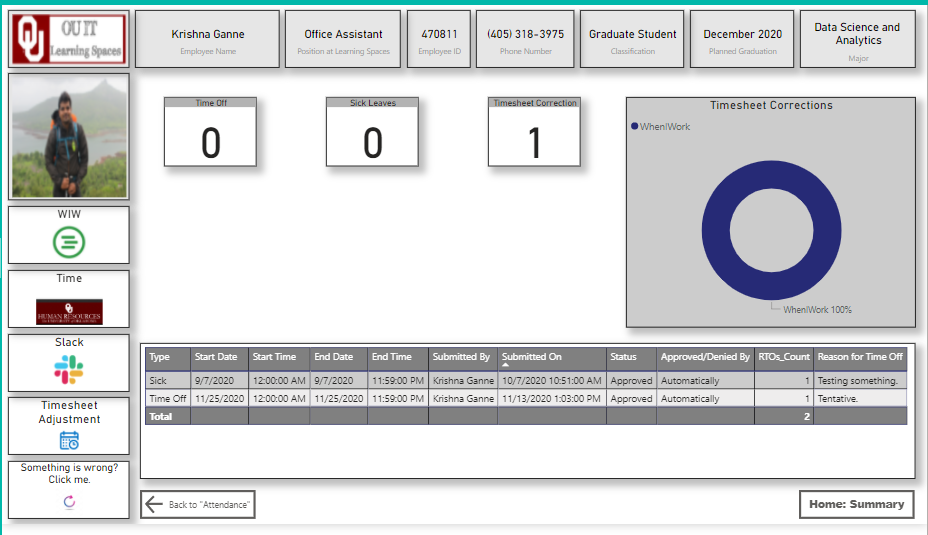 OU IT
Learning Spaces
Krishna Ganne
Employee Name
Office Assistant
Position at Learning Spaces
470811
Employee ID
(405) 318-3975
Phone Number
Graduate Student
Classification
December 2020
Planned Graduation
Data Science and
Analytics
Major
Time Off
0
Sick Leaves
0
Timesheet Correction
1
Timesheet Corrections
WhenIWork
WhenIWork 100%
WIW
Time
HUMAN RESOURCES
Slack
Timesheet
Adjustment
Something is wrong?
Click me.
Type Start Date Start Time End Date End Time Submitted By Submitted On Status Approved/Denied By RTOs_Count Reason for Time Off
Sick 9/7/2020 12:00:00 AM 9/7/2020 11:59:00 PM Krishna Ganne 10/7/2020 10:51:00 AM Approved Automatically 1 Testing something.
Time Off 11/25/2020 12:00:00 AM 11/25/2020 11:59:00 PM Krishna Ganne 11/13/2020 1:03:00 PM Approved Automatically 1 Tentative.
Total 2
Back to "Attendance"
Home: Summary